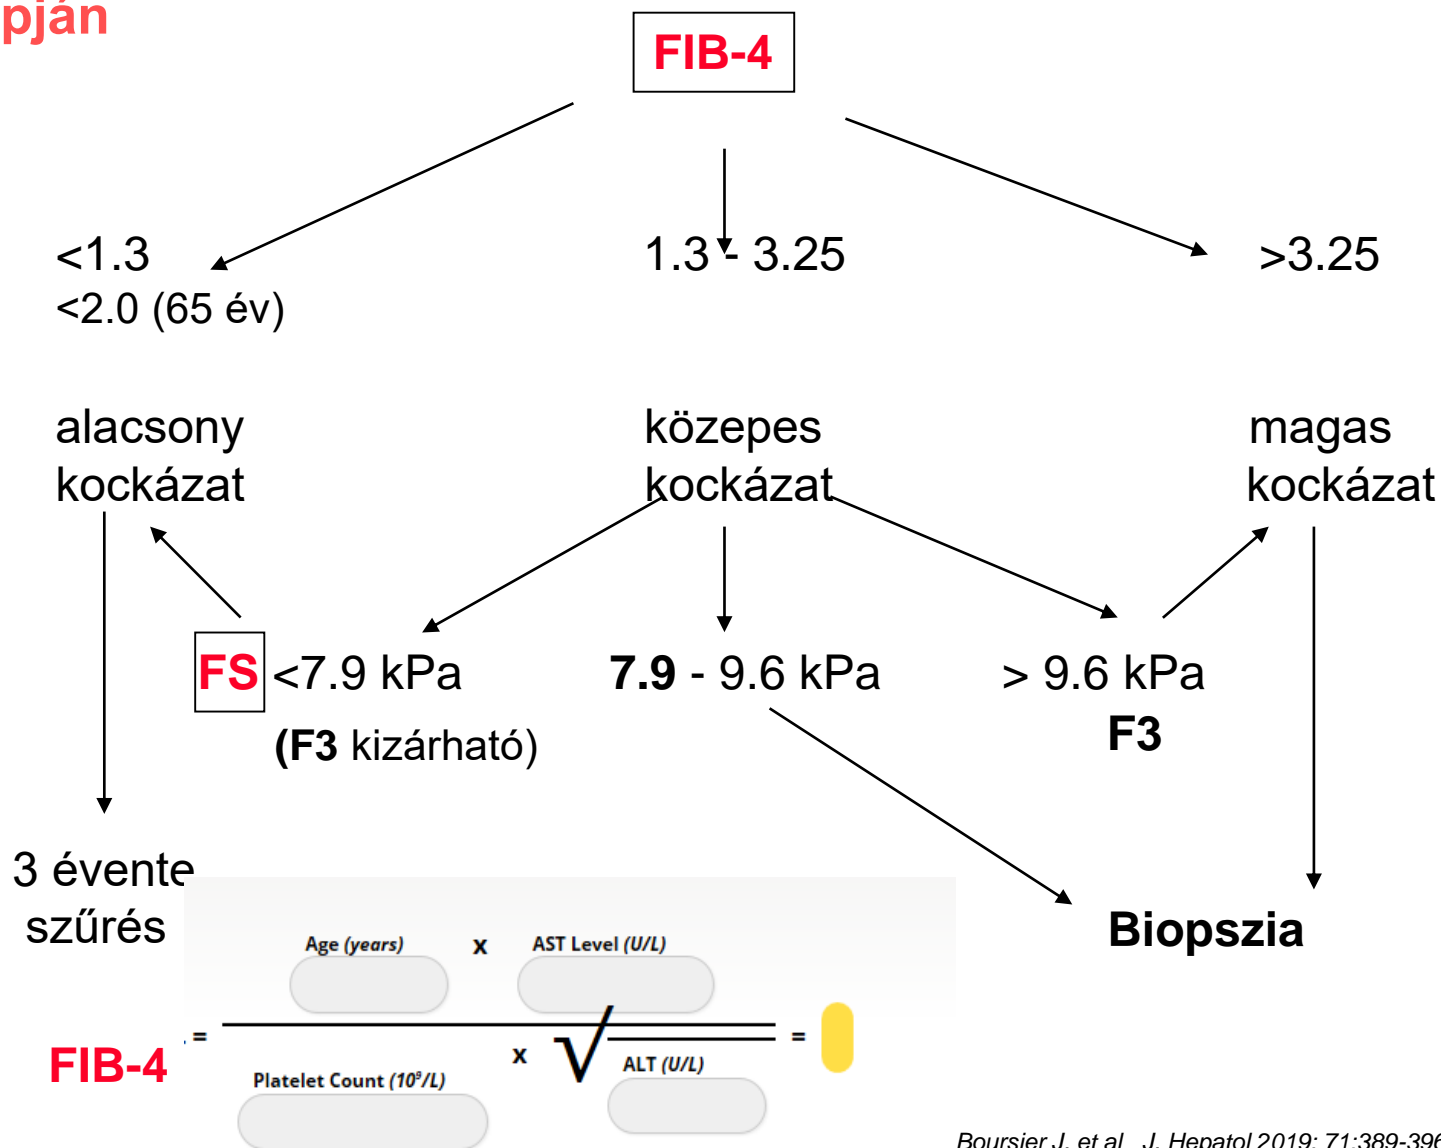 pján
FIB-4
<1.3
1.3 - 3.25
>3.25
<2.0 (65 év)
alacsony
kockázat
közepes
kockázat
magas
kockázat
FS <7.9 kPa
7.9 - 9.6 kPa
> 9.6 kPa
(F3 kizárható)
F3
3 évente
szűrés
Biopszia
Age (years) x AST Level (U/L)
FIB-4 = =
Platelet Count (10⁹/L) x √ ALT (U/L)
Boursier J. et al J. Hepatol 2019; 71:389-396